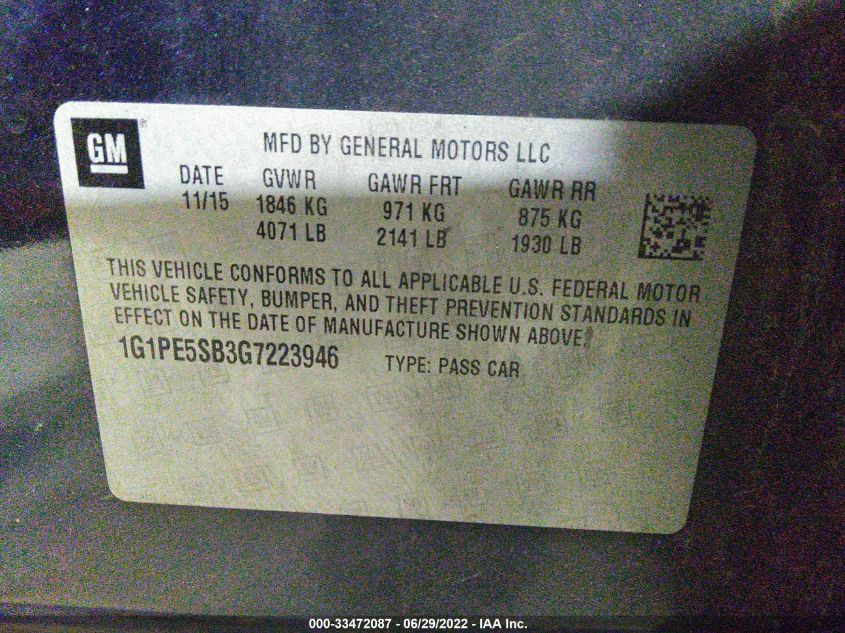 GM®
MFD BY GENERAL MOTORS LLC
DATE GVWR GAWR FRT GAWR RR
11/15 1846 KG 971 KG 875 KG
4071 LB 2141 LB 1930 LB
THIS VEHICLE CONFORMS TO ALL APPLICABLE U.S. FEDERAL MOTOR
VEHICLE SAFETY, BUMPER, AND THEFT PREVENTION STANDARDS IN
EFFECT ON THE DATE OF MANUFACTURE SHOWN ABOVE.
1G1PE5SB3G7223946 TYPE: PASS CAR
000-33472087 - 06/29/2022 - IAA Inc.